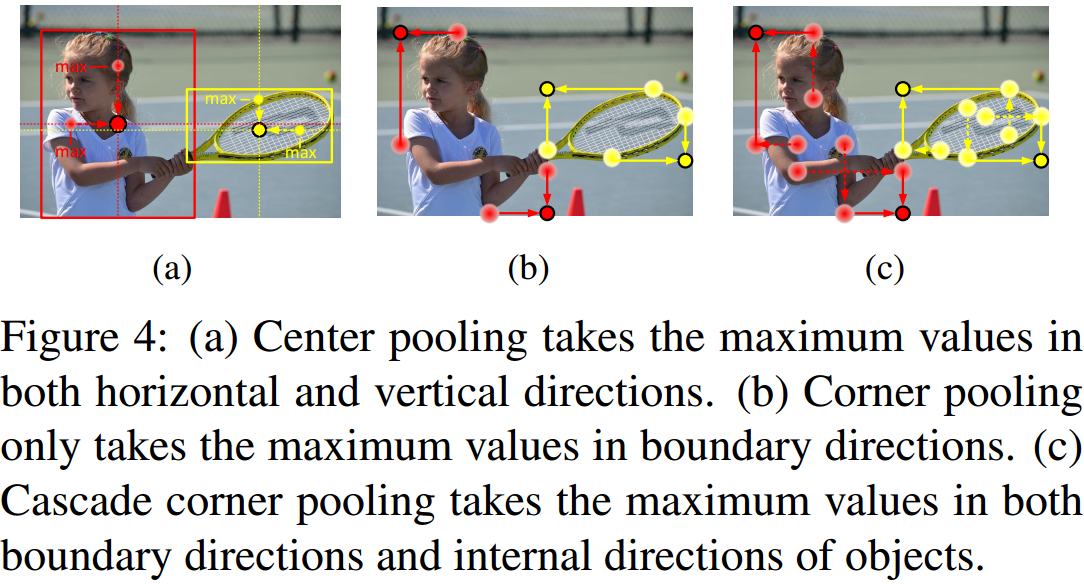 max
max
max
max
(a)
(b)
(c)
Figure 4: (a) Center pooling takes the maximum values in
both horizontal and vertical directions. (b) Corner pooling
only takes the maximum values in boundary directions. (c)
Cascade corner pooling takes the maximum values in both
boundary directions and internal directions of objects.